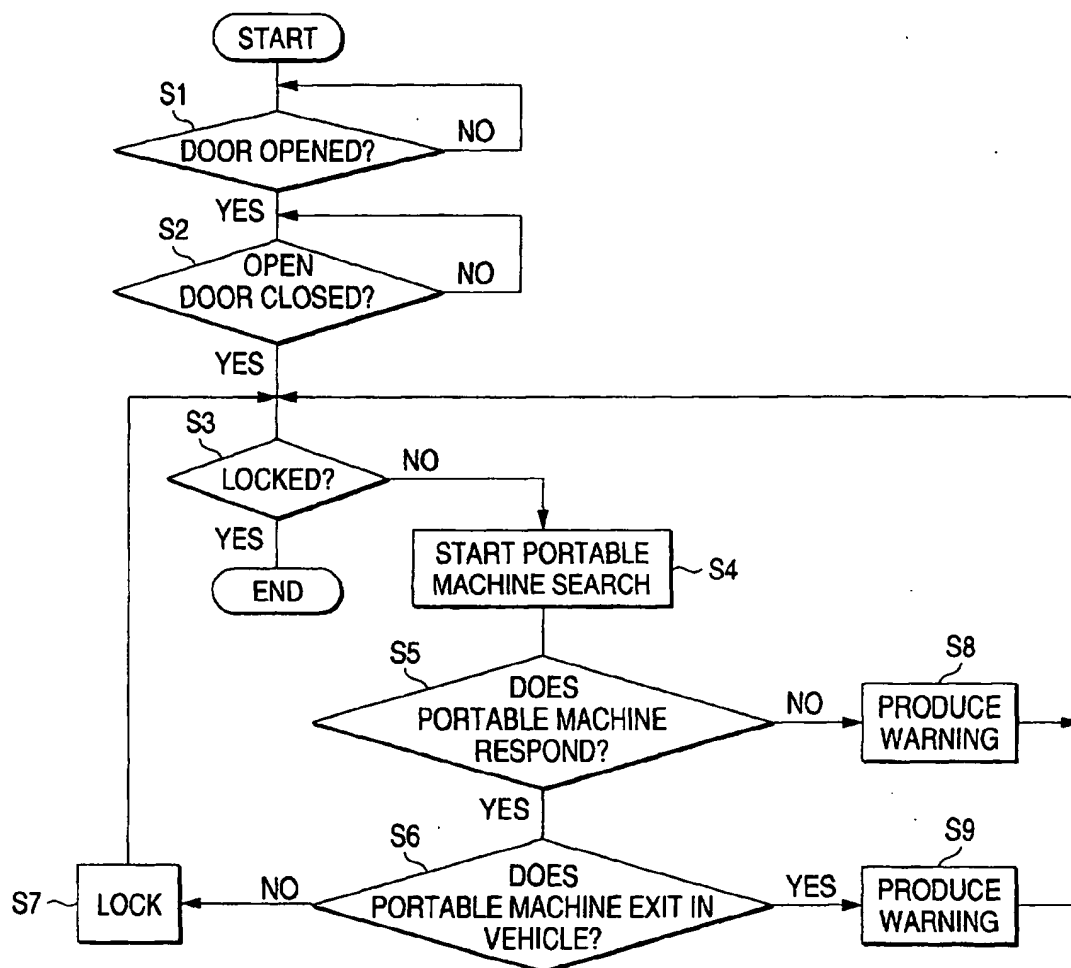 START
S1
DOOR OPENED?
NO
YES
S2
OPEN
DOOR CLOSED?
NO
YES
S3
LOCKED?
NO
YES
END
START PORTABLE
MACHINE SEARCH
S4
S5
DOES
PORTABLE MACHINE
RESPOND?
NO
S8
PRODUCE
WARNING
YES
S6
DOES
PORTABLE MACHINE EXIT IN
VEHICLE?
NO
S7
LOCK
YES
S9
PRODUCE
WARNING